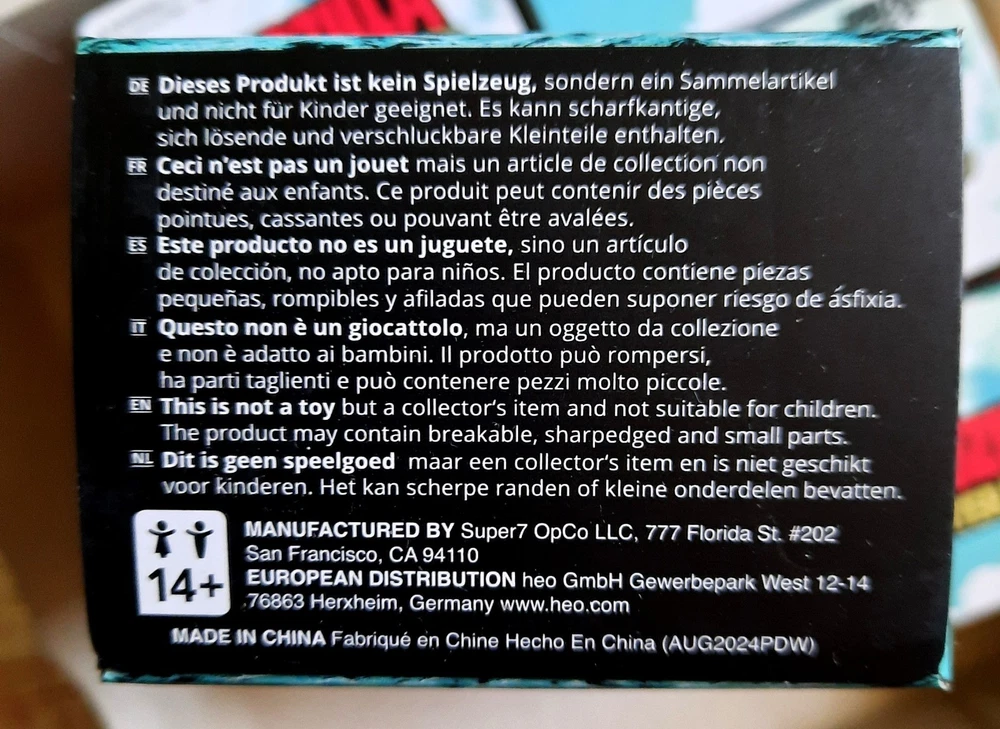 DE Dieses Produkt ist kein Spielzeug, sondern ein Sammelartikel
und nicht für Kinder geeignet. Es kann scharfkantige,
sich lösende und verschluckbare Kleinteile enthalten.
FR Ceci n'est pas un jouet mais un article de collection non
destiné aux enfants. Ce produit peut contenir des pièces
pointues, cassantes ou pouvant être avalées.
ES Este producto no es un juguete, sino un artículo
de colección, no apto para niños. El producto contiene piezas
pequeñas, rompibles y afiladas que pueden suponer riesgo de ásfixia.
IT Questo non è un giocattolo, ma un oggetto da collezione
e non è adatto ai bambini. Il prodotto può rompersi,
ha parti taglienti e può contenere pezzi molto piccole.
EN This is not a toy but a collector's item and not suitable for children.
The product may contain breakable, sharpedged and small parts.
NL Dit is geen speelgoed maar een collector's item en is niet geschikt
voor kinderen. Het kan scherpe randen of kleine onderdelen bevatten.
14+
MANUFACTURED BY Super7 OpCo LLC, 777 Florida St. #202
San Francisco, CA 94110
EUROPEAN DISTRIBUTION heo GmbH Gewerbepark West 12-14
76863 Herxheim, Germany www.heo.com
MADE IN CHINA Fabriqué en Chine Hecho En China (AUG2024PDW)